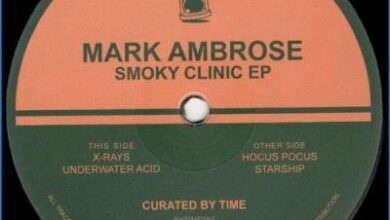 MARK AMBROSE
SMOKY CLINIC EP
THIS SIDE
X-RAYS
UNDERWATER ACID
OTHER SIDE
HOCUS POCUS
STARSHIP
CURATED BY TIME